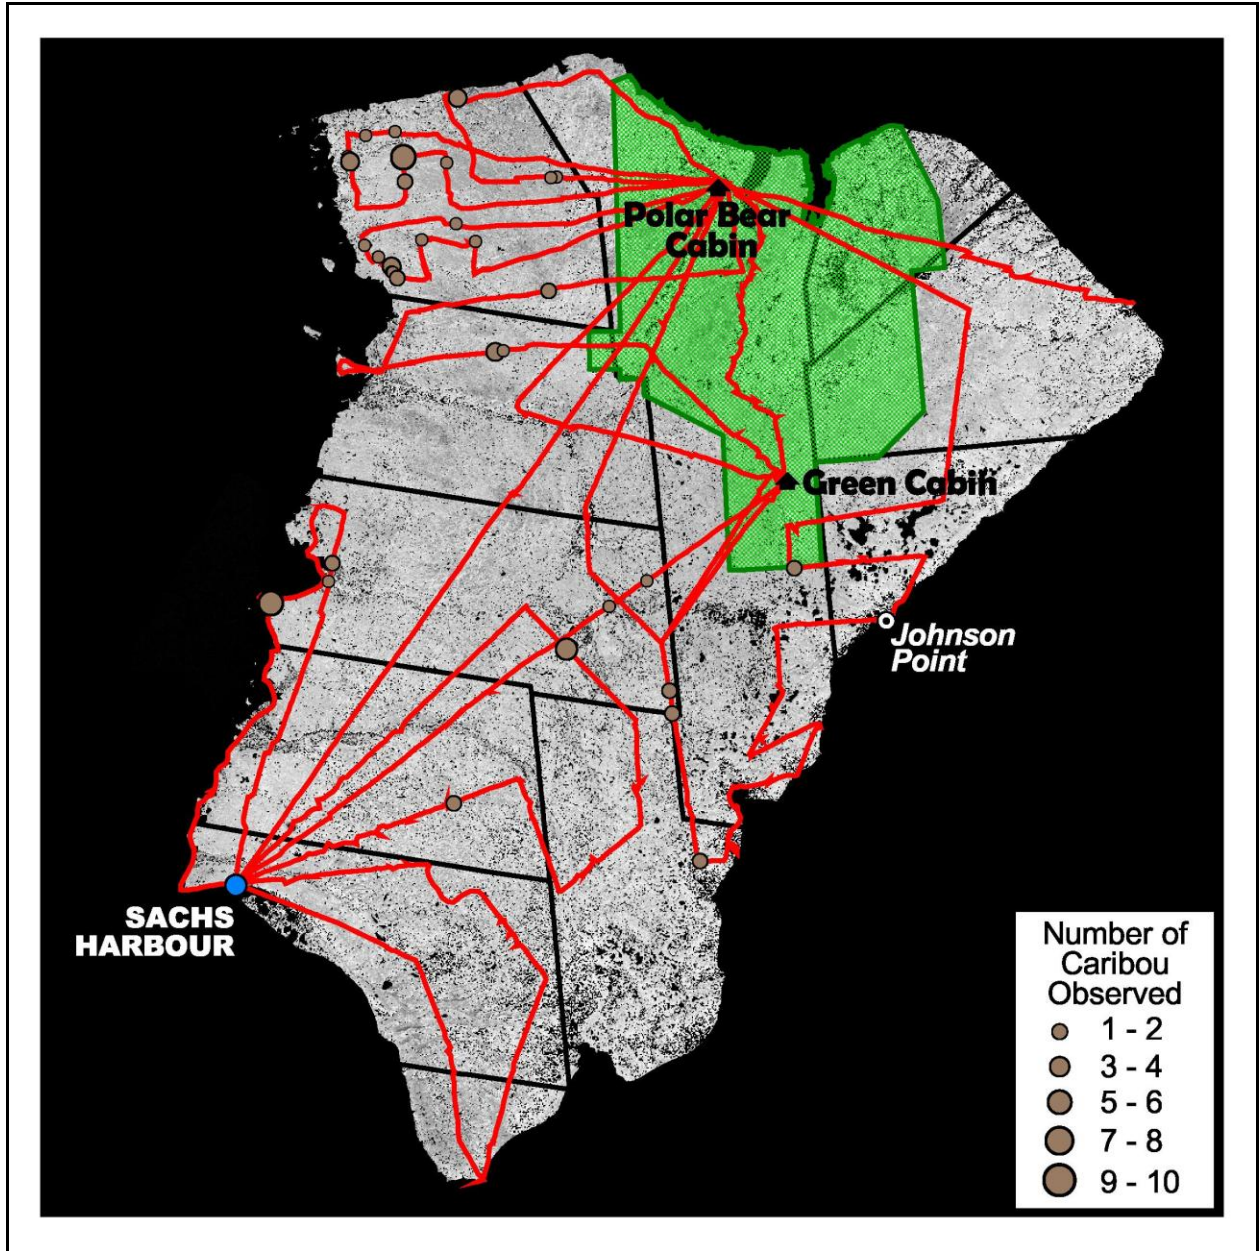 Polar Bear
Cabin
Green Cabin
Johnson
Point
SACHS
HARBOUR
Number of
Caribou
Observed
1 - 2
3 - 4
5 - 6
7 - 8
9 - 10